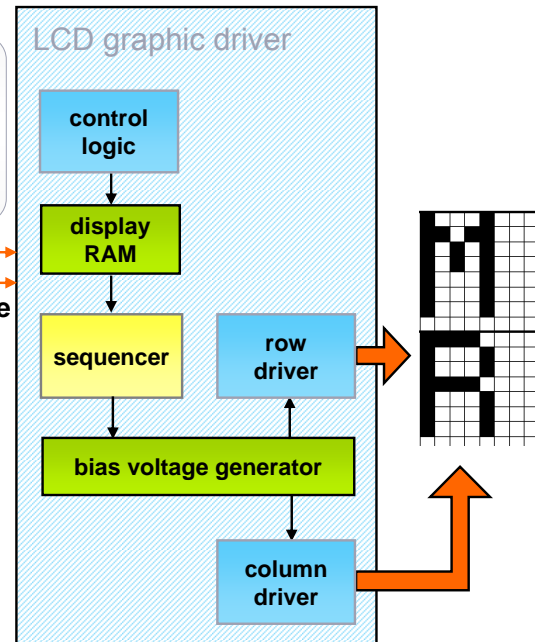 LCD graphic driver
control
logic
display
RAM
e
sequencer
row
driver
bias voltage generator
column
driver
M
R